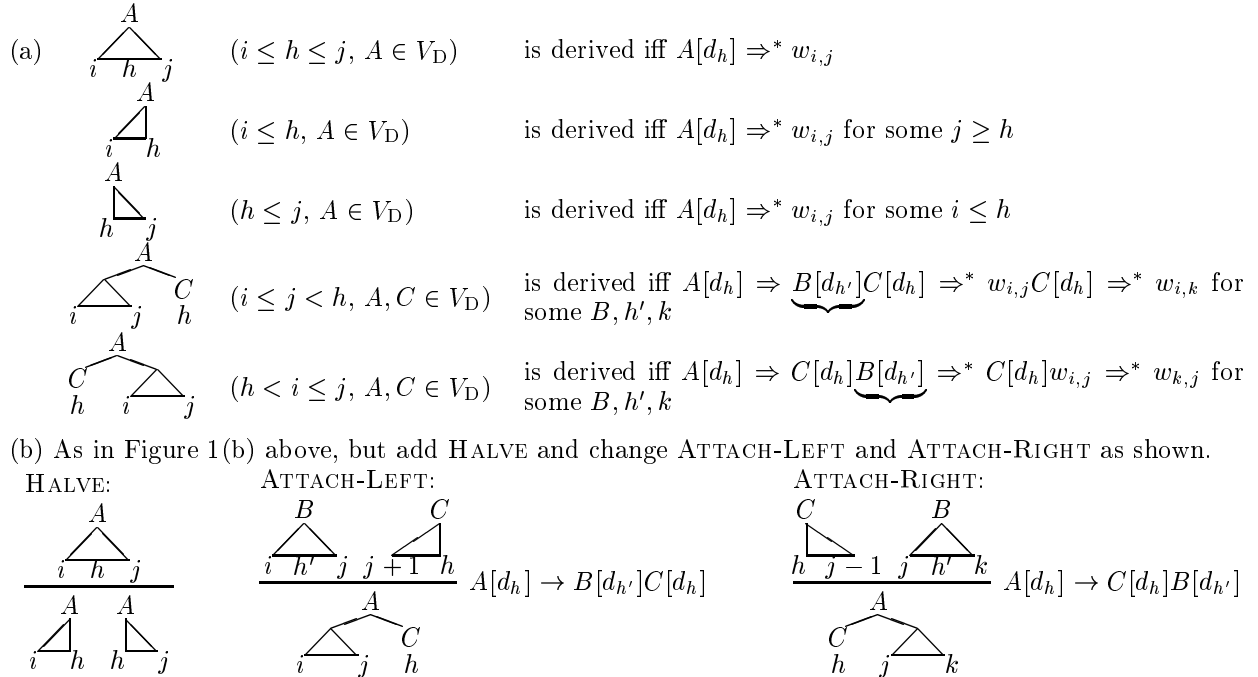 A
(a) i h j (i ≤ h ≤ j, A ∈ V_D) is derived iff A[d_h] ⇒* w_{i,j}
A
i h (i ≤ h, A ∈ V_D) is derived iff A[d_h] ⇒* w_{i,j} for some j ≥ h
A
h j (h ≤ j, A ∈ V_D) is derived iff A[d_h] ⇒* w_{i,j} for some i ≤ h
A
i j C h (i ≤ j < h, A, C ∈ V_D) is derived iff A[d_h] ⇒ B[d_{h′}]C[d_h] ⇒* w_{i,j}C[d_h] ⇒* w_{i,k} for
some B, h′, k
A
C h i j (h < i ≤ j, A, C ∈ V_D) is derived iff A[d_h] ⇒ C[d_h]B[d_{h′}] ⇒* C[d_h]w_{i,j} ⇒* w_{k,j} for
some B, h′, k
(b) As in Figure 1(b) above, but add HALVE and change ATTACH-LEFT and ATTACH-RIGHT as shown.
HALVE:
A
i h j
A A
i h h j
ATTACH-LEFT:
B C
i h′ j j + 1 h
A[d_h] → B[d_{h′}]C[d_h]
A
C
i j h
ATTACH-RIGHT:
C B
h j − 1 j h′ k
A[d_h] → C[d_h]B[d_{h′}]
A
C
h j k